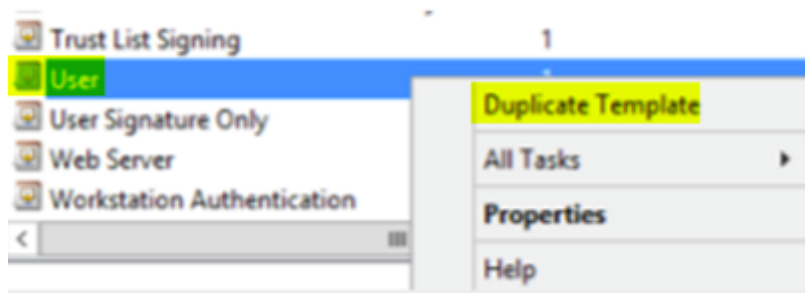 Trust List Signing 1
User
Duplicate Template
User Signature Only
All Tasks
Web Server
Workstation Authentication
Properties
Help